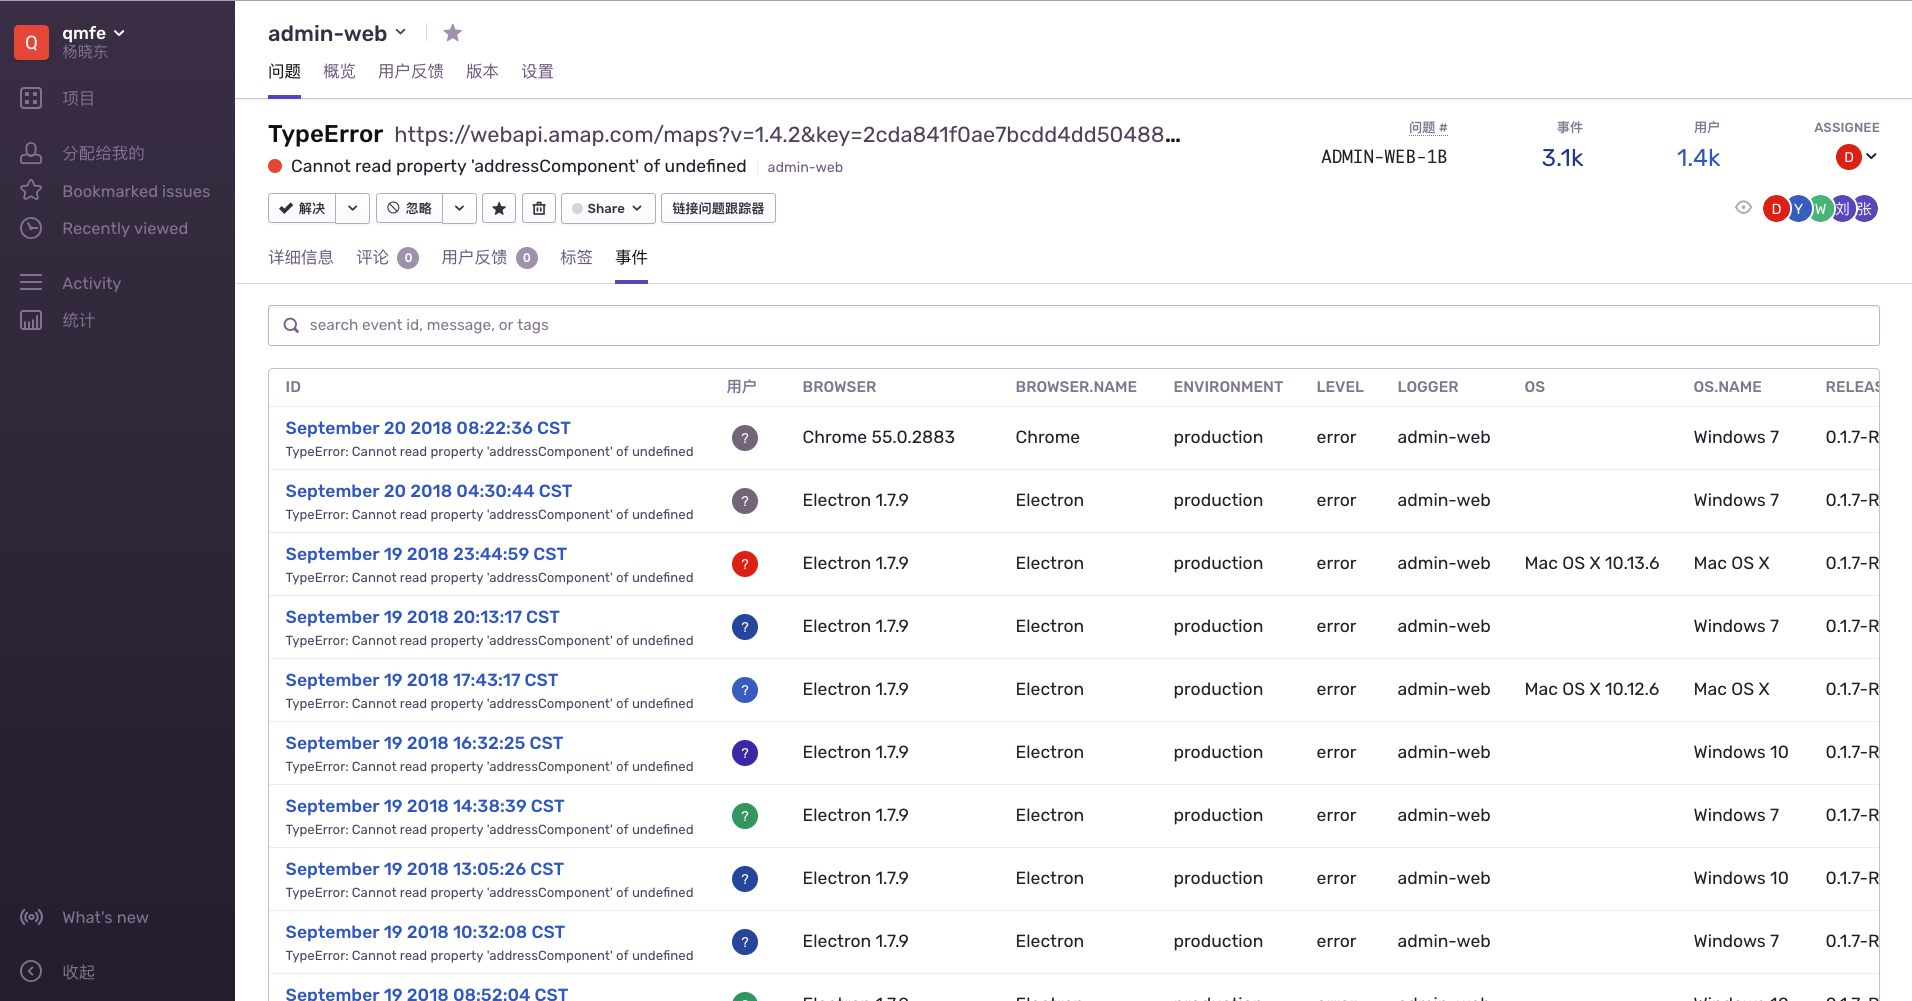 Q
qmfe
杨晓东
项目
分配给我的
Bookmarked issues
Recently viewed
Activity
统计
What's new
收起
admin-web
问题 概览 用户反馈 版本 设置
TypeError https://webapi.amap.com/maps?v=1.4.2&key=2cda841f0ae7bcdd4dd50488...
Cannot read property 'addressComponent' of undefined admin-web
问题 # 事件 用户 ASSIGNEE
ADMIN-WEB-1B 3.1k 1.4k D
解决 忽略 Share 链接问题跟踪器
D Y W 刘 张
详细信息 评论 0 用户反馈 0 标签 事件
search event id, message, or tags
ID 用户 BROWSER BROWSER.NAME ENVIRONMENT LEVEL LOGGER OS OS.NAME RELEAS
September 20 2018 08:22:36 CST
TypeError: Cannot read property 'addressComponent' of undefined
? Chrome 55.0.2883 Chrome production error admin-web Windows 7 0.1.7-R
September 20 2018 04:30:44 CST
TypeError: Cannot read property 'addressComponent' of undefined
? Electron 1.7.9 Electron production error admin-web Windows 7 0.1.7-R
September 19 2018 23:44:59 CST
TypeError: Cannot read property 'addressComponent' of undefined
? Electron 1.7.9 Electron production error admin-web Mac OS X 10.13.6 Mac OS X 0.1.7-R
September 19 2018 20:13:17 CST
TypeError: Cannot read property 'addressComponent' of undefined
? Electron 1.7.9 Electron production error admin-web Windows 7 0.1.7-R
September 19 2018 17:43:17 CST
TypeError: Cannot read property 'addressComponent' of undefined
? Electron 1.7.9 Electron production error admin-web Mac OS X 10.12.6 Mac OS X 0.1.7-R
September 19 2018 16:32:25 CST
TypeError: Cannot read property 'addressComponent' of undefined
? Electron 1.7.9 Electron production error admin-web Windows 10 0.1.7-R
September 19 2018 14:38:39 CST
TypeError: Cannot read property 'addressComponent' of undefined
? Electron 1.7.9 Electron production error admin-web Windows 7 0.1.7-R
September 19 2018 13:05:26 CST
TypeError: Cannot read property 'addressComponent' of undefined
? Electron 1.7.9 Electron production error admin-web Windows 10 0.1.7-R
September 19 2018 10:32:08 CST
TypeError: Cannot read property 'addressComponent' of undefined
? Electron 1.7.9 Electron production error admin-web Windows 7 0.1.7-R
September 19 2018 08:52:04 CST